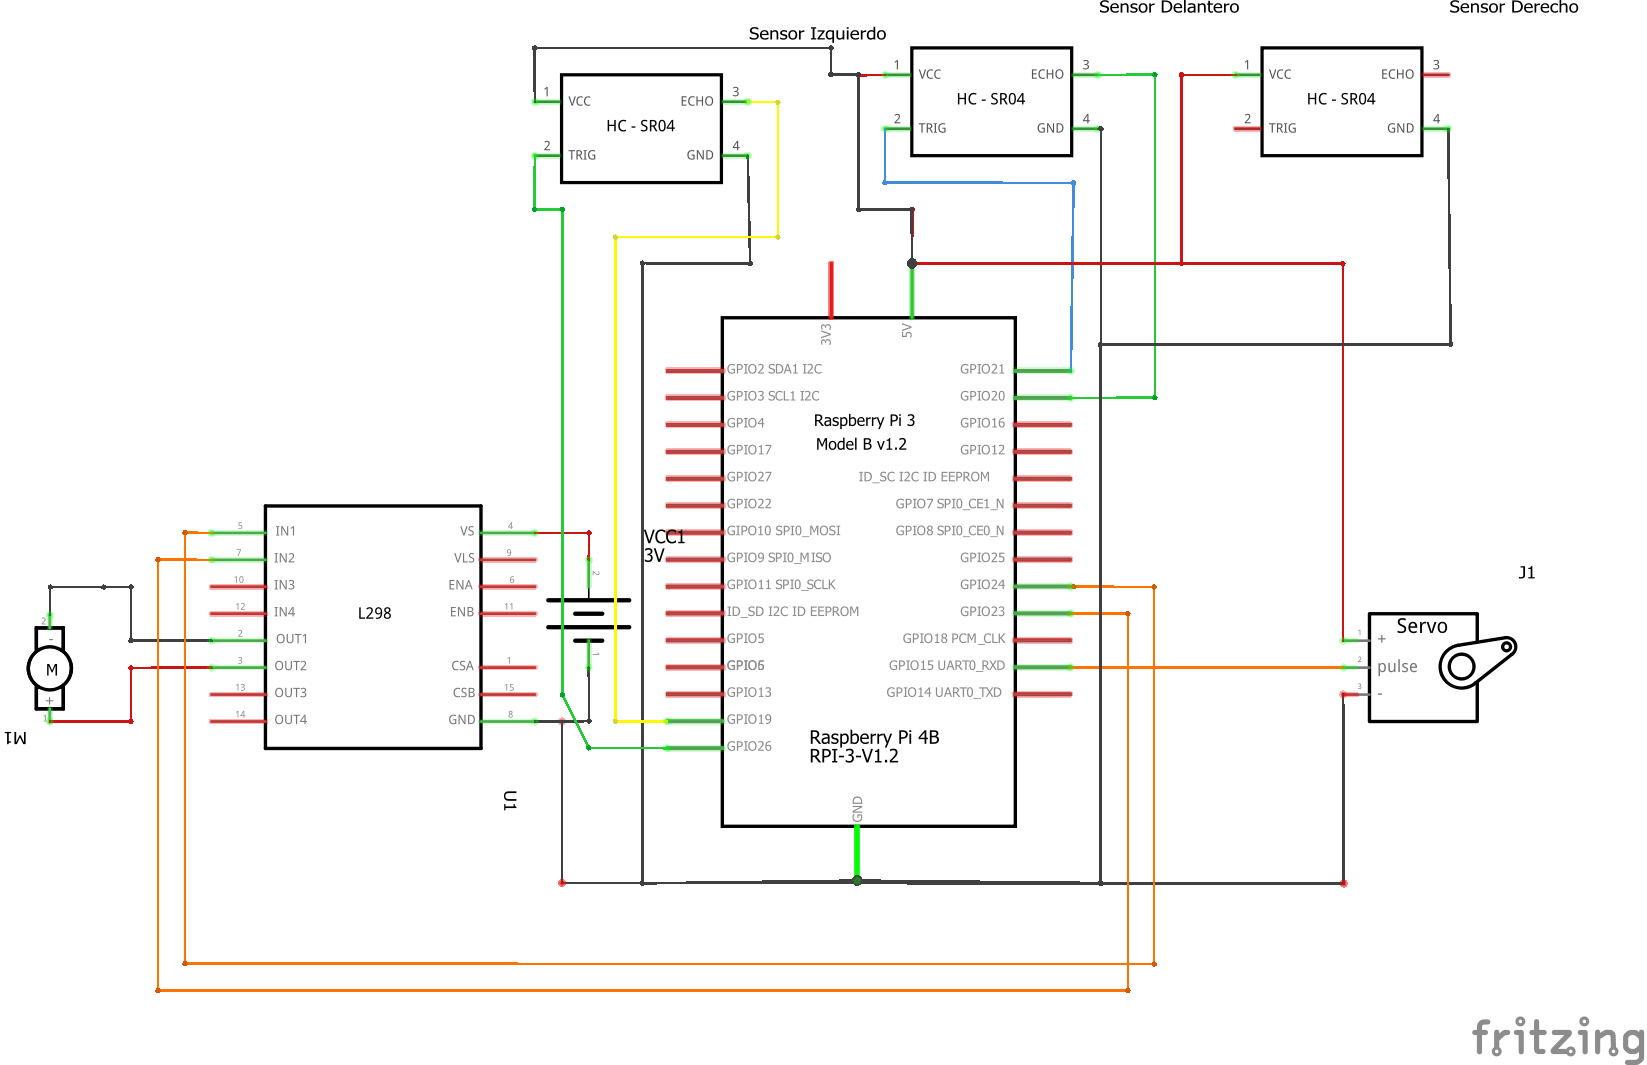 Sensor Delantero
Sensor Derecho
Sensor Izquierdo
1 VCC ECHO 3
HC - SR04
2 TRIG GND 4
1 VCC ECHO 3
HC - SR04
2 TRIG GND 4
1 VCC ECHO 3
HC - SR04
2 TRIG GND 4
3V3 5V
GPIO2 SDA1 I2C GPIO21
GPIO3 SCL1 I2C GPIO20
Raspberry Pi 3
GPIO4 GPIO16
Model B v1.2
GPIO17 GPIO12
GPIO27 ID_SC I2C ID EEPROM
GPIO22 GPIO7 SPI0_CE1_N
GIPO10 SPI0_MOSI GPIO8 SPI0_CE0_N
GPIO9 SPI0_MISO GPIO25
GPIO11 SPI0_SCLK GPIO24
ID_SD I2C ID EEPROM GPIO23
GPIO5 GPIO18 PCM_CLK
GPIO6 GPIO15 UART0_RXD
GPIO13 GPIO14 UART0_TXD
GPIO19
GPIO26
Raspberry Pi 4B
RPI-3-V1.2
GND
VCC1
3V
2
1
5 IN1 VS 4
7 IN2 VLS 9
10 IN3 ENA 6
12 IN4 ENB 11
L298
2 OUT1
3 OUT2 CSA 1
13 OUT3 CSB 15
14 OUT4 GND 8
U1
2 -
M
1 +
M1
J1
Servo
1 +
2 pulse
3 -
fritzing